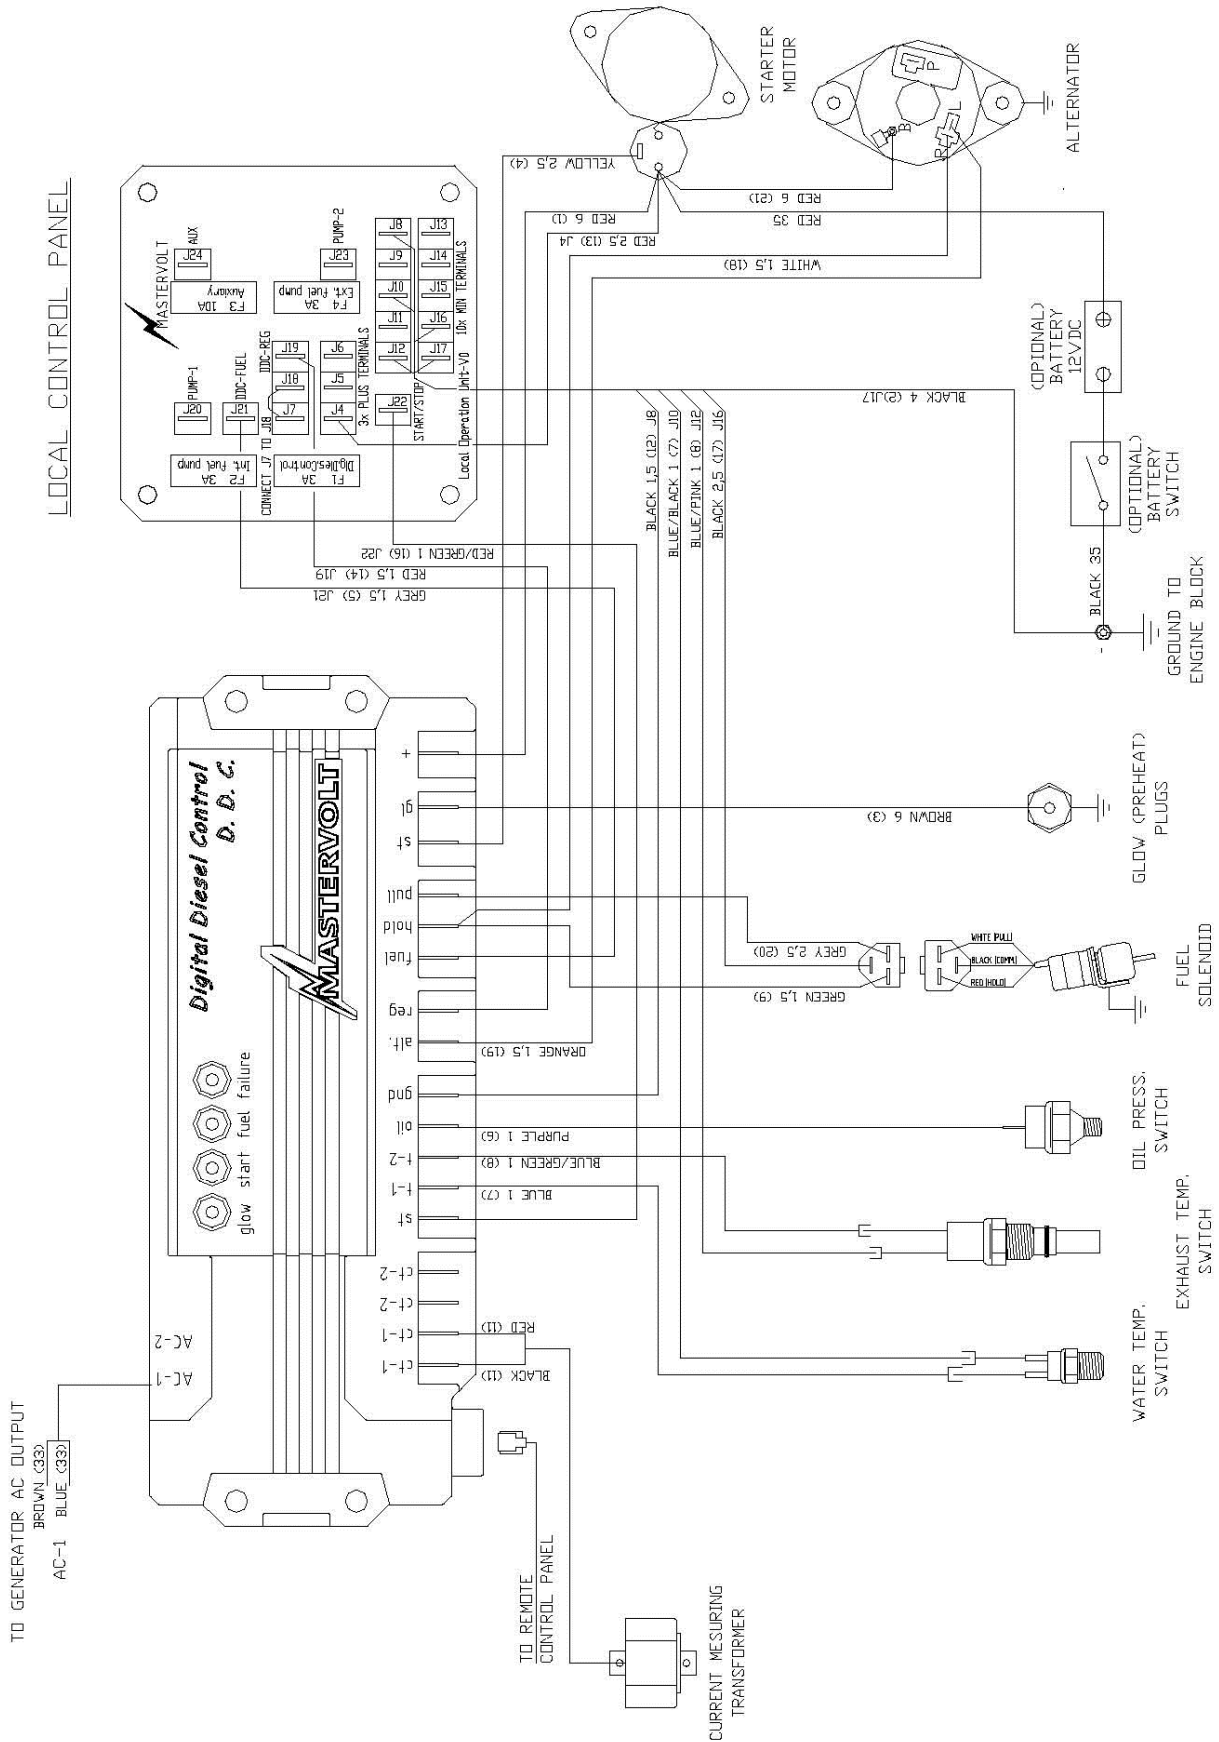 LOCAL CONTROL PANEL
MASTERVOLT
J24 AUX
F3 10A
Auxiary
J23 PUMP-2
F4 3A
Ext. fuel pump
J20 PUMP-1
J21 DDC-FUEL
F2 3A
Int. fuel pump
J19 DDC-REG
J18
J7
CONNECT J7 TO J18
F1 3A
Dig.Dies.Control
J6
J5
J4
3x PLUS TERMINALS
J8
J9
J10
J11
J12
J13
J14
J15
J16
J17
10x MIN TERMINALS
J22
START/STOP
Local Operation Unit-V0
STARTER
MOTOR
ALTERNATOR
P
B
R
L
YELLOW 2,5 (4)
RED 6 (21)
RED 6 (1)
RED 35
RED 2,5 (13) J4
WHITE 1,5 (18)
BLACK 4 (2)J17
BLACK 1,5 (12) J8
BLUE/BLACK 1 (7) J10
BLUE/PINK 1 (8) J12
BLACK 2,5 (17) J16
RED/GREEN 1 (16) J22
RED 1,5 (14) J19
GREY 1,5 (5) J21
(OPIONAL)
BATTERY
12VDC
(OPTIONAL)
BATTERY
SWITCH
BLACK 35
GROUND TO
ENGINE BLOCK
Digital Diesel Control
D. D. C.
MASTERVOLT
glow start fuel failure
+
gl
st
pull
hold
fuel
reg
alt.
gnd
oil
t-2
t-1
st
ct-2
ct-2
ct-1
ct-1
AC-2
AC-1
BROWN 6 (3)
GLOW (PREHEAT)
PLUGS
GREY 2,5 (20)
GREEN 1,5 (9)
WHITE (PULL)
BLACK (COMM)
RED (HOLD)
FUEL
SOLENOID
ORANGE 1,5 (19)
PURPLE 1 (6)
OIL PRESS.
SWITCH
BLUE/GREEN 1 (8)
BLUE 1 (7)
EXHAUST TEMP.
SWITCH
WATER TEMP.
SWITCH
RED (11)
BLACK (11)
TO GENERATOR AC OUTPUT
BROWN (33)
AC-1 BLUE (33)
TO REMOTE
CONTROL PANEL
CURRENT MESURING
TRANSFORMER